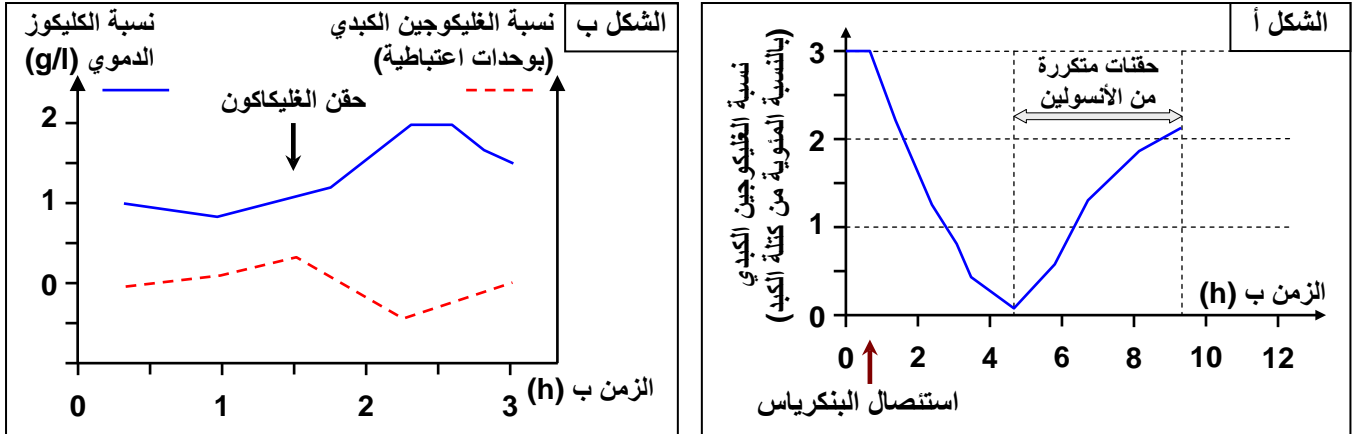 الشكل أ
نسبة الغليكوجين الكبدي
(بالنسبة المئوية من كتلة الكبد)
3
2
1
0
حقنات متكررة
من الأنسولين
الزمن ب (h)
0 2 4 6 8 10 12
استئصال البنكرياس
الشكل ب
نسبة الغليكوجين الكبدي
(بوحدات اعتباطية)
نسبة الكليكوز
الدموي (g/l)
حقن الغليكاكون
2
1
0
الزمن ب (h)
0 1 2 3